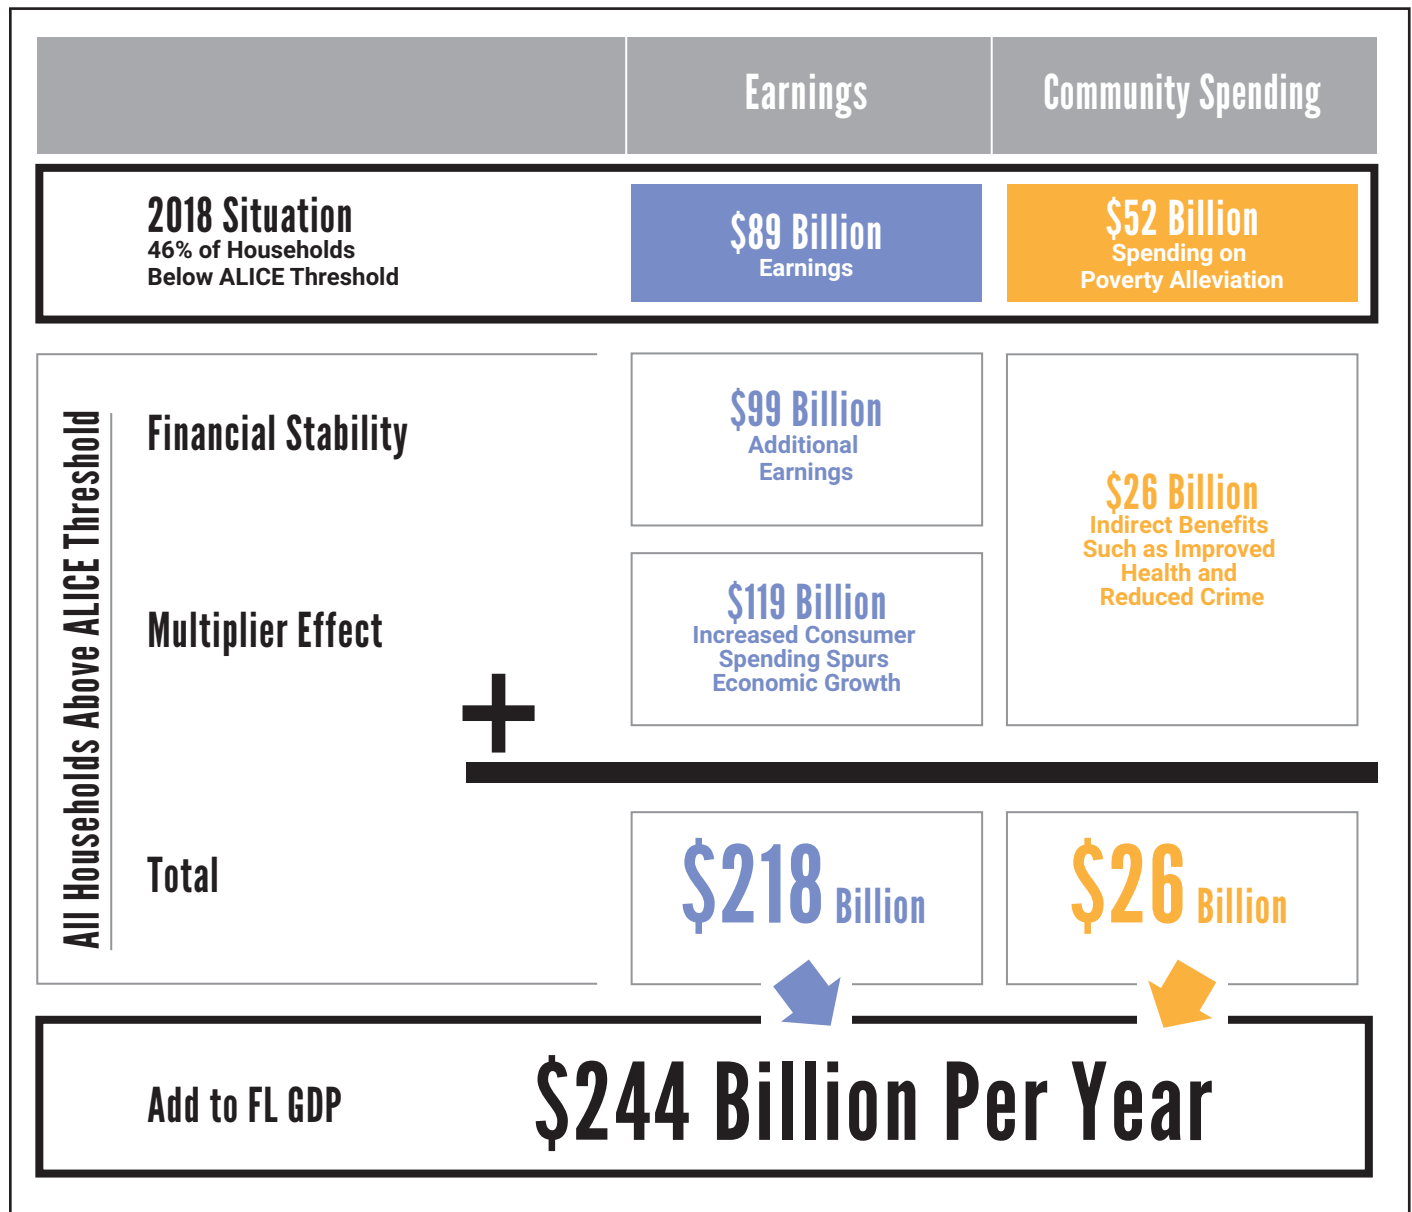 Earnings
Community Spending
2018 Situation
46% of Households
Below ALICE Threshold
$89 Billion
Earnings
$52 Billion
Spending on
Poverty Alleviation
All Households Above ALICE Threshold
Financial Stability
$99 Billion
Additional
Earnings
$26 Billion
Indirect Benefits
Such as Improved
Health and
Reduced Crime
Multiplier Effect
$119 Billion
Increased Consumer
Spending Spurs
Economic Growth
+
Total
$218 Billion
$26 Billion
Add to FL GDP
$244 Billion Per Year